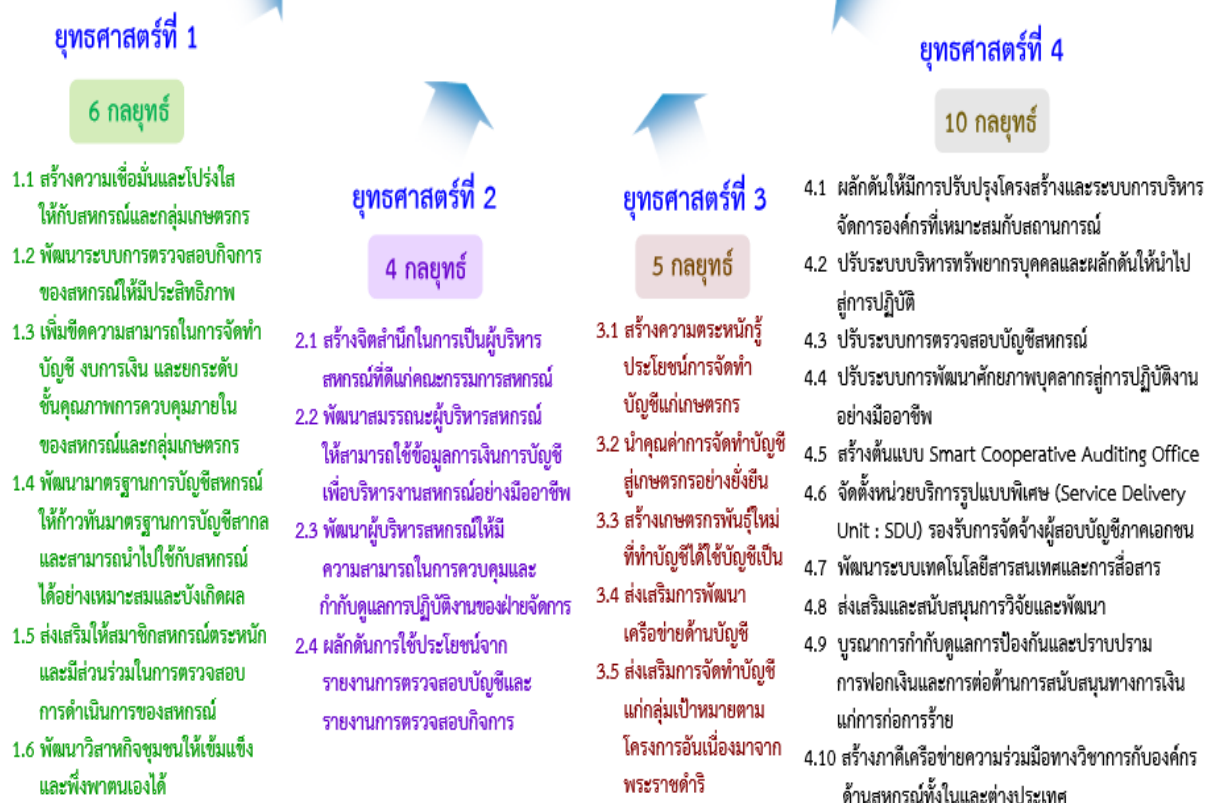 ยุทธศาสตร์ที่ 1
6 กลยุทธ์
1.1 สร้างความเชื่อมั่นและโปร่งใส
ให้กับสหกรณ์และกลุ่มเกษตรกร
1.2 พัฒนาระบบการตรวจสอบกิจการ
ของสหกรณ์ให้มีประสิทธิภาพ
1.3 เพิ่มขีดความสามารถในการจัดทำ
บัญชี งบการเงิน และยกระดับ
ชั้นคุณภาพการควบคุมภายใน
ของสหกรณ์และกลุ่มเกษตรกร
1.4 พัฒนามาตรฐานการบัญชีสหกรณ์
ให้ก้าวทันมาตรฐานการบัญชีสากล
และสามารถนำไปใช้กับสหกรณ์
ได้อย่างเหมาะสมและบังเกิดผล
1.5 ส่งเสริมให้สมาชิกสหกรณ์ตระหนัก
และมีส่วนร่วมในการตรวจสอบ
การดำเนินการของสหกรณ์
1.6 พัฒนาวิสาหกิจชุมชนให้เข้มแข็ง
และพึ่งพาตนเองได้
ยุทธศาสตร์ที่ 2
4 กลยุทธ์
2.1 สร้างจิตสำนึกในการเป็นผู้บริหาร
สหกรณ์ที่ดีแก่คณะกรรมการสหกรณ์
2.2 พัฒนาสมรรถนะผู้บริหารสหกรณ์
ให้สามารถใช้ข้อมูลการเงินการบัญชี
เพื่อบริหารงานสหกรณ์อย่างมืออาชีพ
2.3 พัฒนาผู้บริหารสหกรณ์ให้มี
ความสามารถในการควบคุมและ
กำกับดูแลการปฏิบัติงานของฝ่ายจัดการ
2.4 ผลักดันการใช้ประโยชน์จาก
รายงานการตรวจสอบบัญชีและ
รายงานการตรวจสอบกิจการ
ยุทธศาสตร์ที่ 3
5 กลยุทธ์
3.1 สร้างความตระหนักรู้
ประโยชน์การจัดทำ
บัญชีแก่เกษตรกร
3.2 นำคุณค่าการจัดทำบัญชี
สู่เกษตรกรอย่างยั่งยืน
3.3 สร้างเกษตรกรพันธุ์ใหม่
ที่ทำบัญชีได้ใช้บัญชีเป็น
3.4 ส่งเสริมการพัฒนา
เครือข่ายด้านบัญชี
3.5 ส่งเสริมการจัดทำบัญชี
แก่กลุ่มเป้าหมายตาม
โครงการอันเนื่องมาจาก
พระราชดำริ
ยุทธศาสตร์ที่ 4
10 กลยุทธ์
4.1 ผลักดันให้มีการปรับปรุงโครงสร้างและระบบการบริหาร
จัดการองค์กรที่เหมาะสมกับสถานการณ์
4.2 ปรับระบบบริหารทรัพยากรบุคคลและผลักดันให้นำไป
สู่การปฏิบัติ
4.3 ปรับระบบการตรวจสอบบัญชีสหกรณ์
4.4 ปรับระบบการพัฒนาศักยภาพบุคลากรสู่การปฏิบัติงาน
อย่างมืออาชีพ
4.5 สร้างต้นแบบ Smart Cooperative Auditing Office
4.6 จัดตั้งหน่วยบริการรูปแบบพิเศษ (Service Delivery
Unit : SDU) รองรับการจัดจ้างผู้สอบบัญชีภาคเอกชน
4.7 พัฒนาระบบเทคโนโลยีสารสนเทศและการสื่อสาร
4.8 ส่งเสริมและสนับสนุนการวิจัยและพัฒนา
4.9 บูรณาการกำกับดูแลการป้องกันและปราบปราม
การฟอกเงินและการต่อต้านการสนับสนุนทางการเงิน
แก่การก่อการร้าย
4.10 สร้างภาคีเครือข่ายความร่วมมือทางวิชาการกับองค์กร
ด้านสหกรณ์ทั้งในและต่างประเทศ